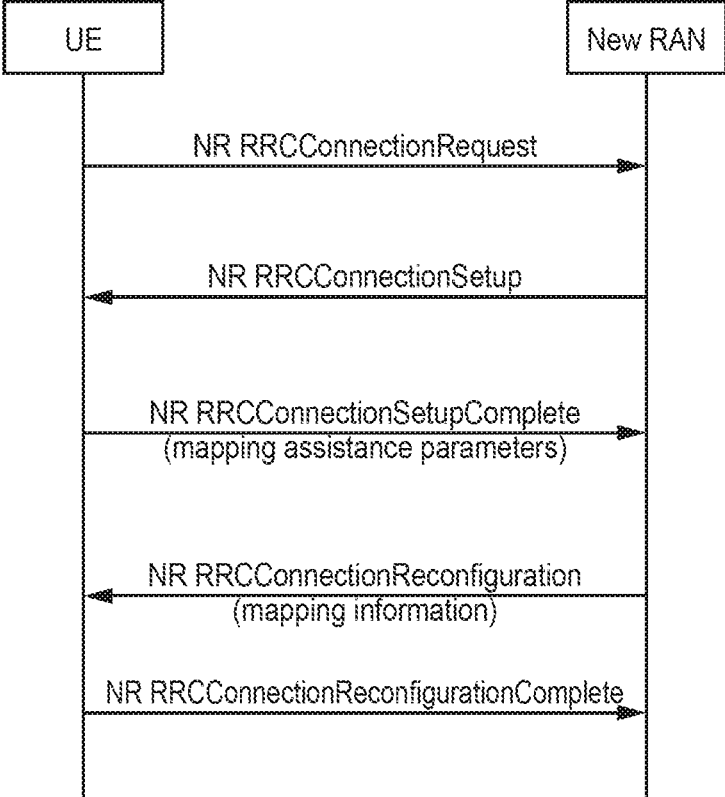 UE
New RAN
NR RRCConnectionRequest
NR RRCConnectionSetup
NR RRCConnectionSetupComplete
(mapping assistance parameters)
NR RRCConnectionReconfiguration
(mapping information)
NR RRCConnectionReconfigurationComplete